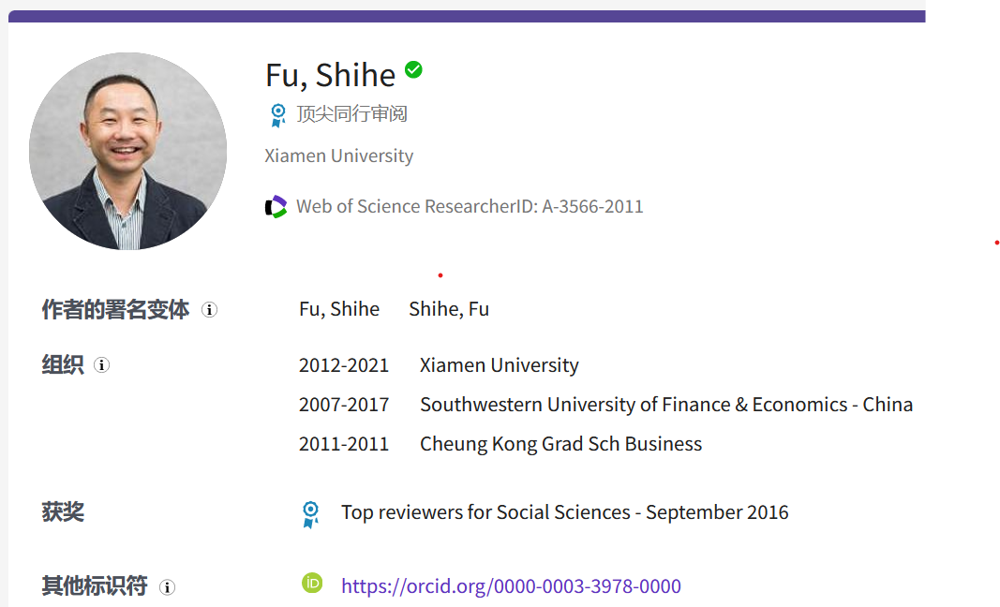 Fu, Shihe
顶尖同行审阅
Xiamen University
Web of Science ResearcherID: A-3566-2011
作者的署名变体 Fu, Shihe Shihe, Fu
组织 2012-2021 Xiamen University
2007-2017 Southwestern University of Finance & Economics - China
2011-2011 Cheung Kong Grad Sch Business
获奖 Top reviewers for Social Sciences - September 2016
其他标识符 iD https://orcid.org/0000-0003-3978-0000